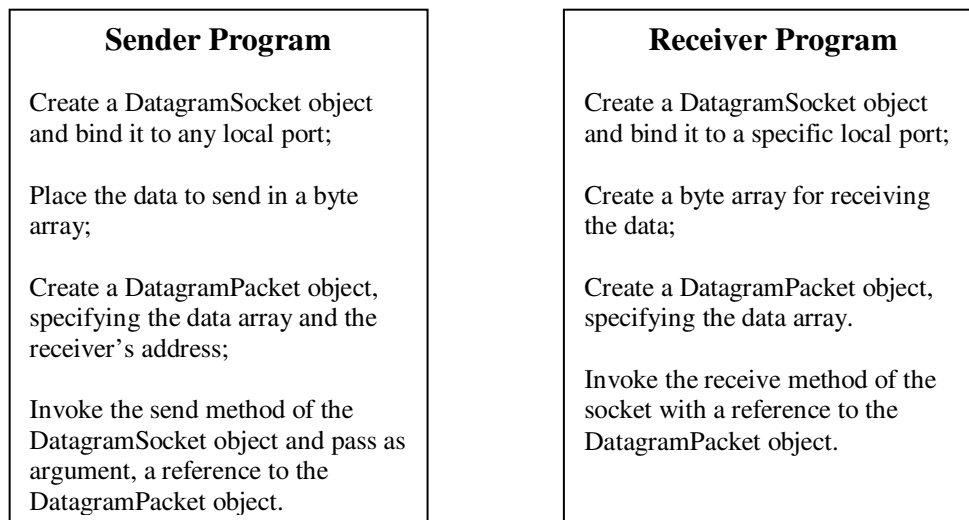 Sender Program
Create a DatagramSocket object
and bind it to any local port;
Place the data to send in a byte
array;
Create a DatagramPacket object,
specifying the data array and the
receiver's address;
Invoke the send method of the
DatagramSocket object and pass as
argument, a reference to the
DatagramPacket object.
Receiver Program
Create a DatagramSocket object
and bind it to a specific local port;
Create a byte array for receiving
the data;
Create a DatagramPacket object,
specifying the data array.
Invoke the receive method of the
socket with a reference to the
DatagramPacket object.